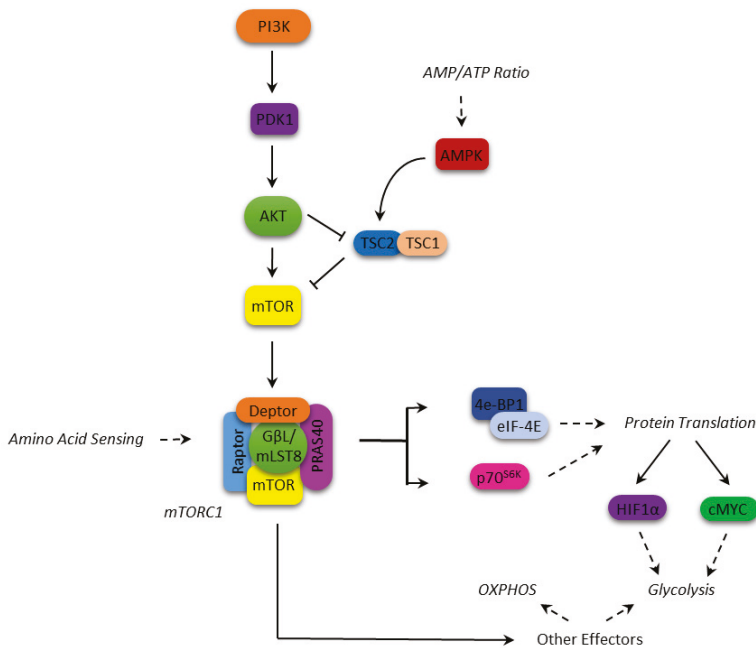 PI3K
AMP/ATP Ratio
PDK1
AMPK
AKT
TSC2 TSC1
mTOR
Deptor
4e-BP1
eIF-4E
Protein Translation
Amino Acid Sensing
Raptor
GβL/
mLST8
PRAS40
mTOR
p70S6K
mTORC1
HIF1α
cMYC
OXPHOS
Glycolysis
Other Effectors